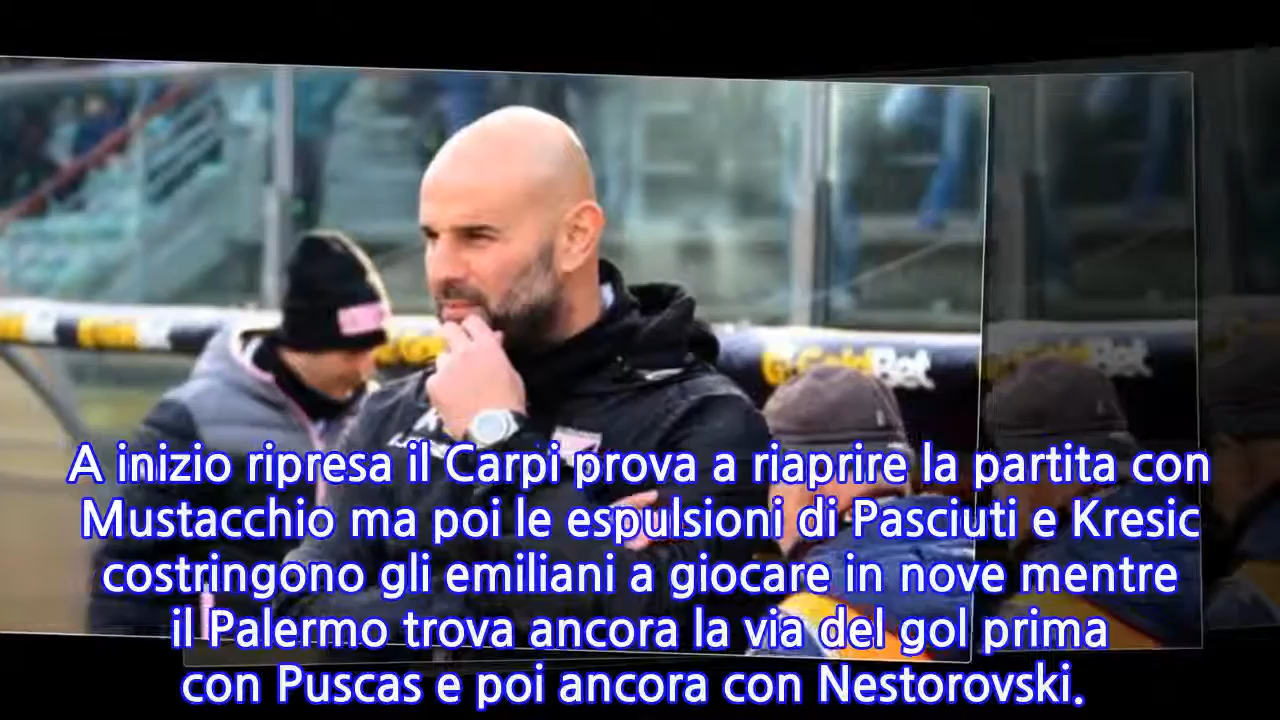 GoldBet
A inizio ripresa il Carpi prova a riaprire la partita con
Mustacchio ma poi le espulsioni di Pasciuti e Kresic
costringono gli emiliani a giocare in nove mentre
il Palermo trova ancora la via del gol prima
con Puscas e poi ancora con Nestorovski.